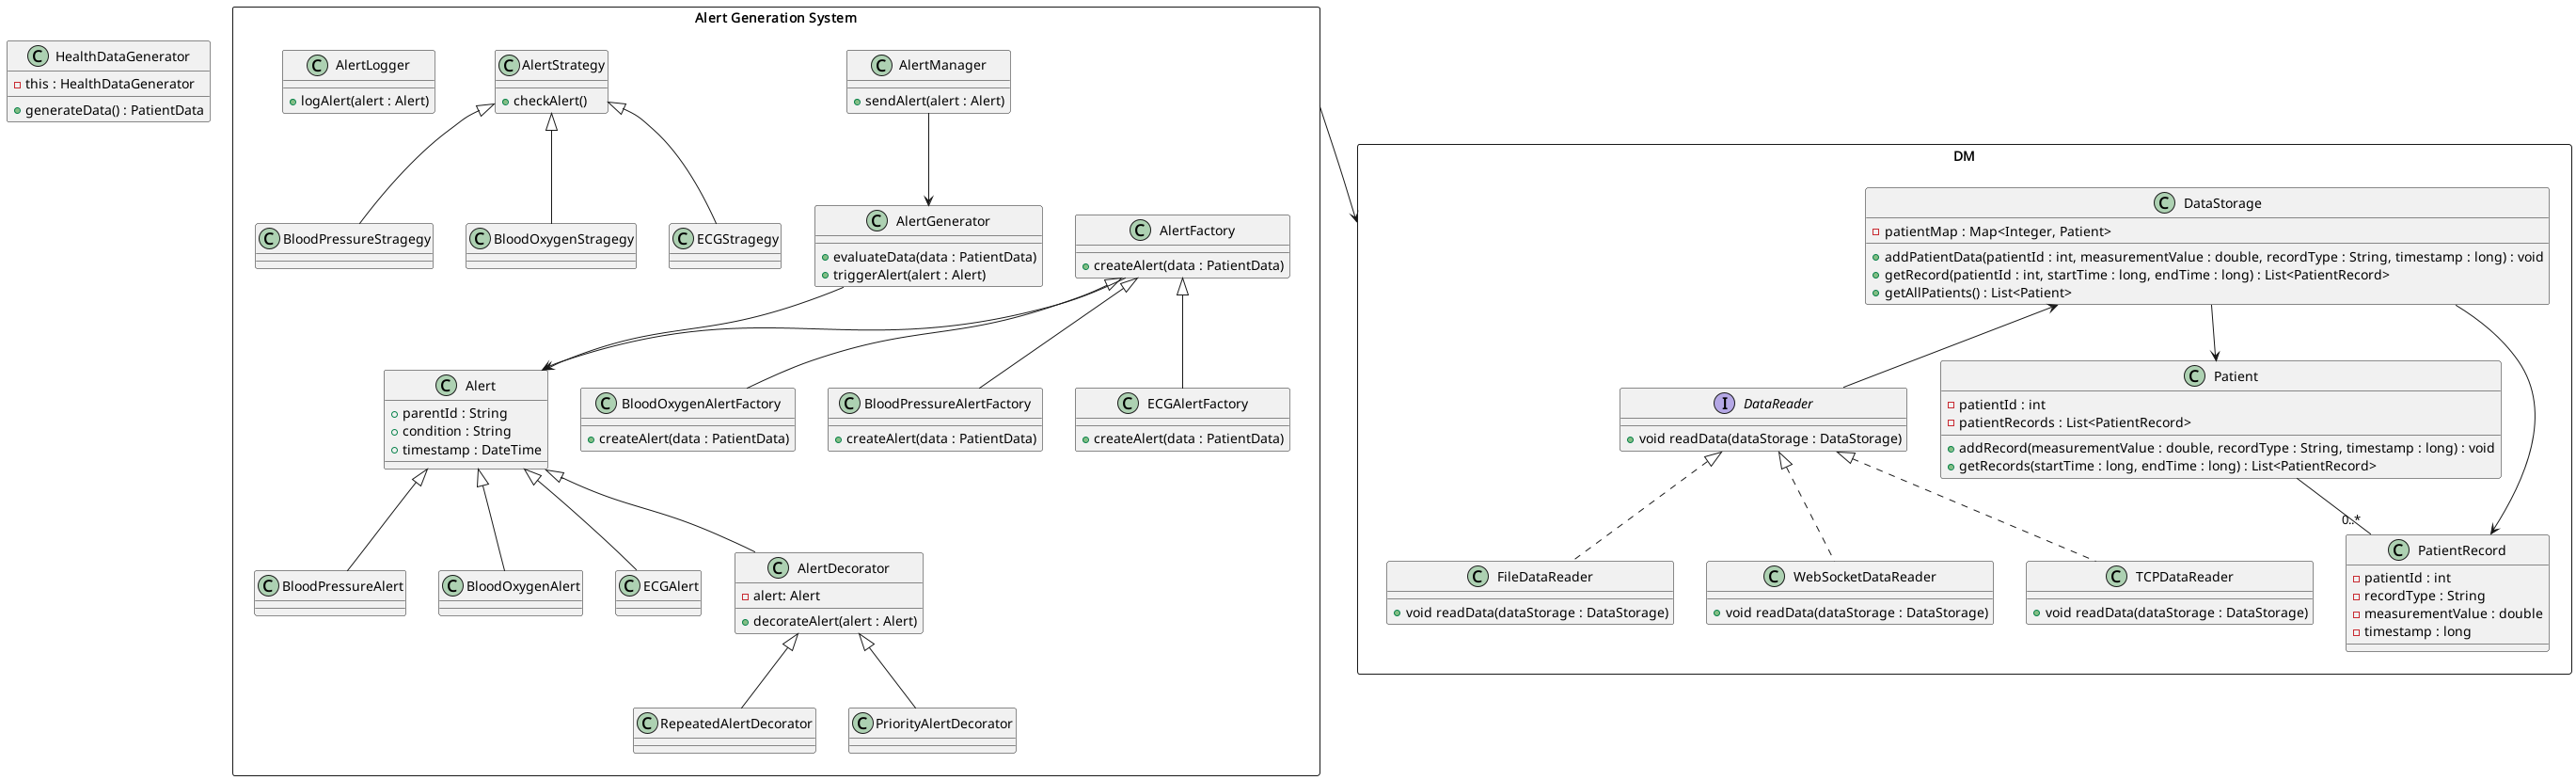 HealthDataGenerator
this : HealthDataGenerator
generateData() : PatientData
Alert Generation System
AlertLogger
logAlert(alert : Alert)
AlertStrategy
checkAlert()
AlertManager
sendAlert(alert : Alert)
BloodPressureStragegy
BloodOxygenStragegy
ECGStragegy
AlertGenerator
evaluateData(data : PatientData)
triggerAlert(alert : Alert)
AlertFactory
createAlert(data : PatientData)
Alert
parentId : String
condition : String
timestamp : DateTime
BloodOxygenAlertFactory
createAlert(data : PatientData)
BloodPressureAlertFactory
createAlert(data : PatientData)
ECGAlertFactory
createAlert(data : PatientData)
BloodPressureAlert
BloodOxygenAlert
ECGAlert
AlertDecorator
alert: Alert
decorateAlert(alert : Alert)
RepeatedAlertDecorator
PriorityAlertDecorator
DM
DataStorage
patientMap : Map<Integer, Patient>
addPatientData(patientId : int, measurementValue : double, recordType : String, timestamp : long) : void
getRecord(patientId : int, startTime : long, endTime : long) : List<PatientRecord>
getAllPatients() : List<Patient>
DataReader
void readData(dataStorage : DataStorage)
Patient
patientId : int
patientRecords : List<PatientRecord>
addRecord(measurementValue : double, recordType : String, timestamp : long) : void
getRecords(startTime : long, endTime : long) : List<PatientRecord>
0..*
FileDataReader
void readData(dataStorage : DataStorage)
WebSocketDataReader
void readData(dataStorage : DataStorage)
TCPDataReader
void readData(dataStorage : DataStorage)
PatientRecord
patientId : int
recordType : String
measurementValue : double
timestamp : long